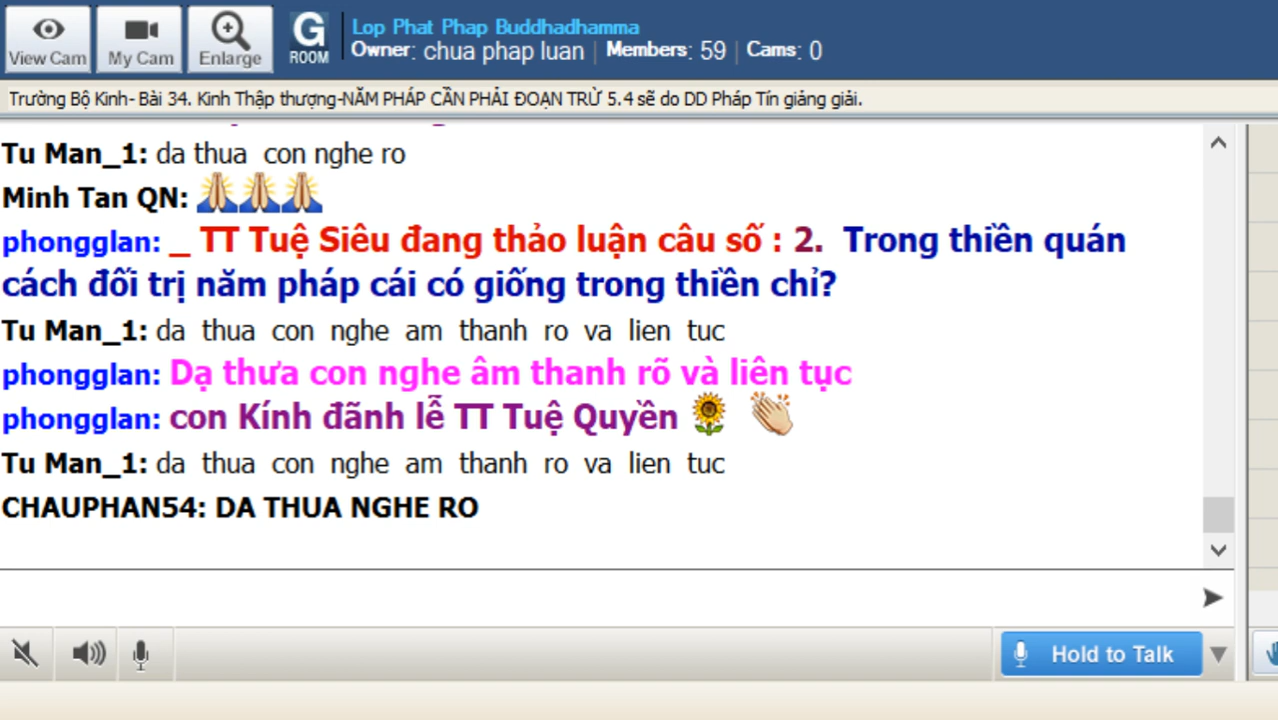 View Cam
My Cam
Enlarge
G ROOM
Lop Phat Phap Buddhadhamma
Owner: chua phap luan | Members: 59 | Cams: 0
Trường Bộ Kinh- Bài 34. Kinh Thập thượng-NĂM PHÁP CẦN PHẢI ĐOẠN TRỪ 5.4 sẽ do DD Pháp Tín giảng giải.
Tu Man_1: da thua con nghe ro
Minh Tan QN: 🙏🙏🙏
phongglan: _ TT Tuệ Siêu đang thảo luận câu số : 2. Trong thiền quán
cách đối trị năm pháp cái có giống trong thiền chỉ?
Tu Man_1: da thua con nghe am thanh ro va lien tuc
phongglan: Dạ thưa con nghe âm thanh rõ và liên tục
phongglan: con Kính đãnh lễ TT Tuệ Quyền 🌻 👏
Tu Man_1: da thua con nghe am thanh ro va lien tuc
CHAUPHAN54: DA THUA NGHE RO
Hold to Talk